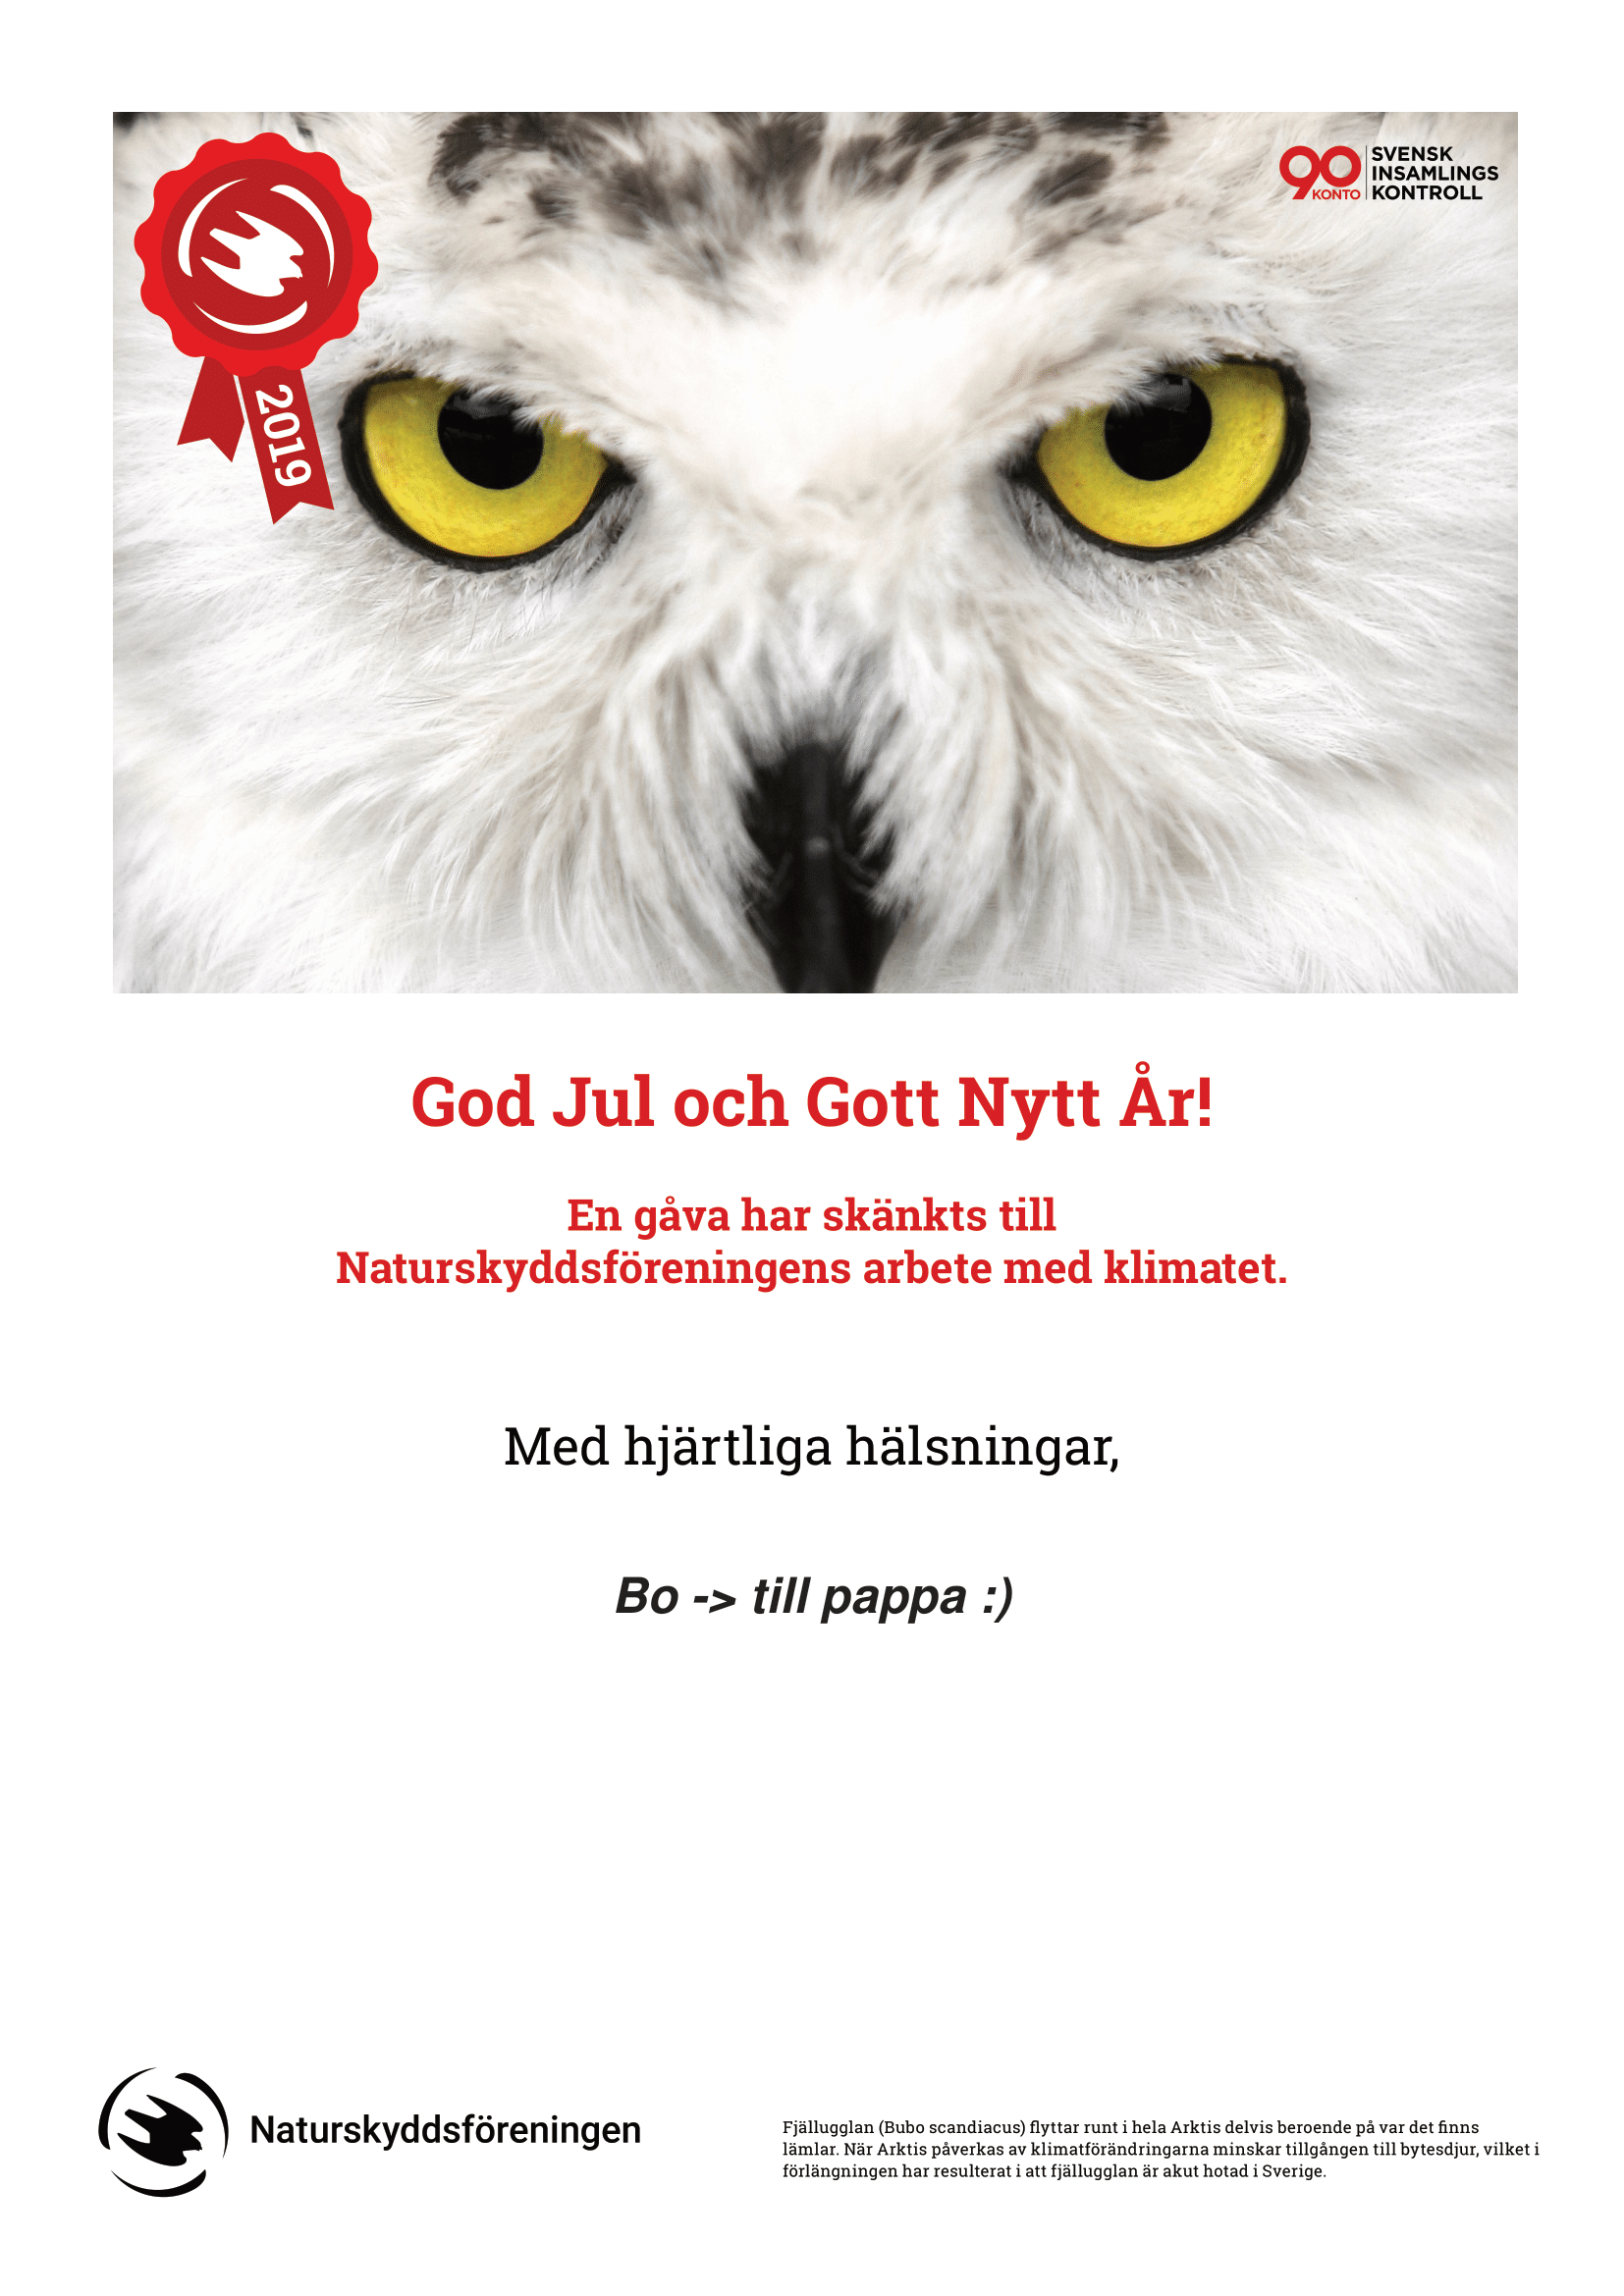 2019
90
KONTO
SVENSK
INSAMLINGS
KONTROLL
God Jul och Gott Nytt År!
En gåva har skänkts till
Naturskyddsföreningens arbete med klimatet.
Med hjärtliga hälsningar,
Bo -> till pappa :)
Naturskyddsföreningen
Fjällugglan (Bubo scandiacus) flyttar runt i hela Arktis delvis beroende på var det finns
lämlar. När Arktis påverkas av klimatförändringarna minskar tillgången till bytesdjur, vilket i
förlängningen har resulterat i att fjällugglan är akut hotad i Sverige.